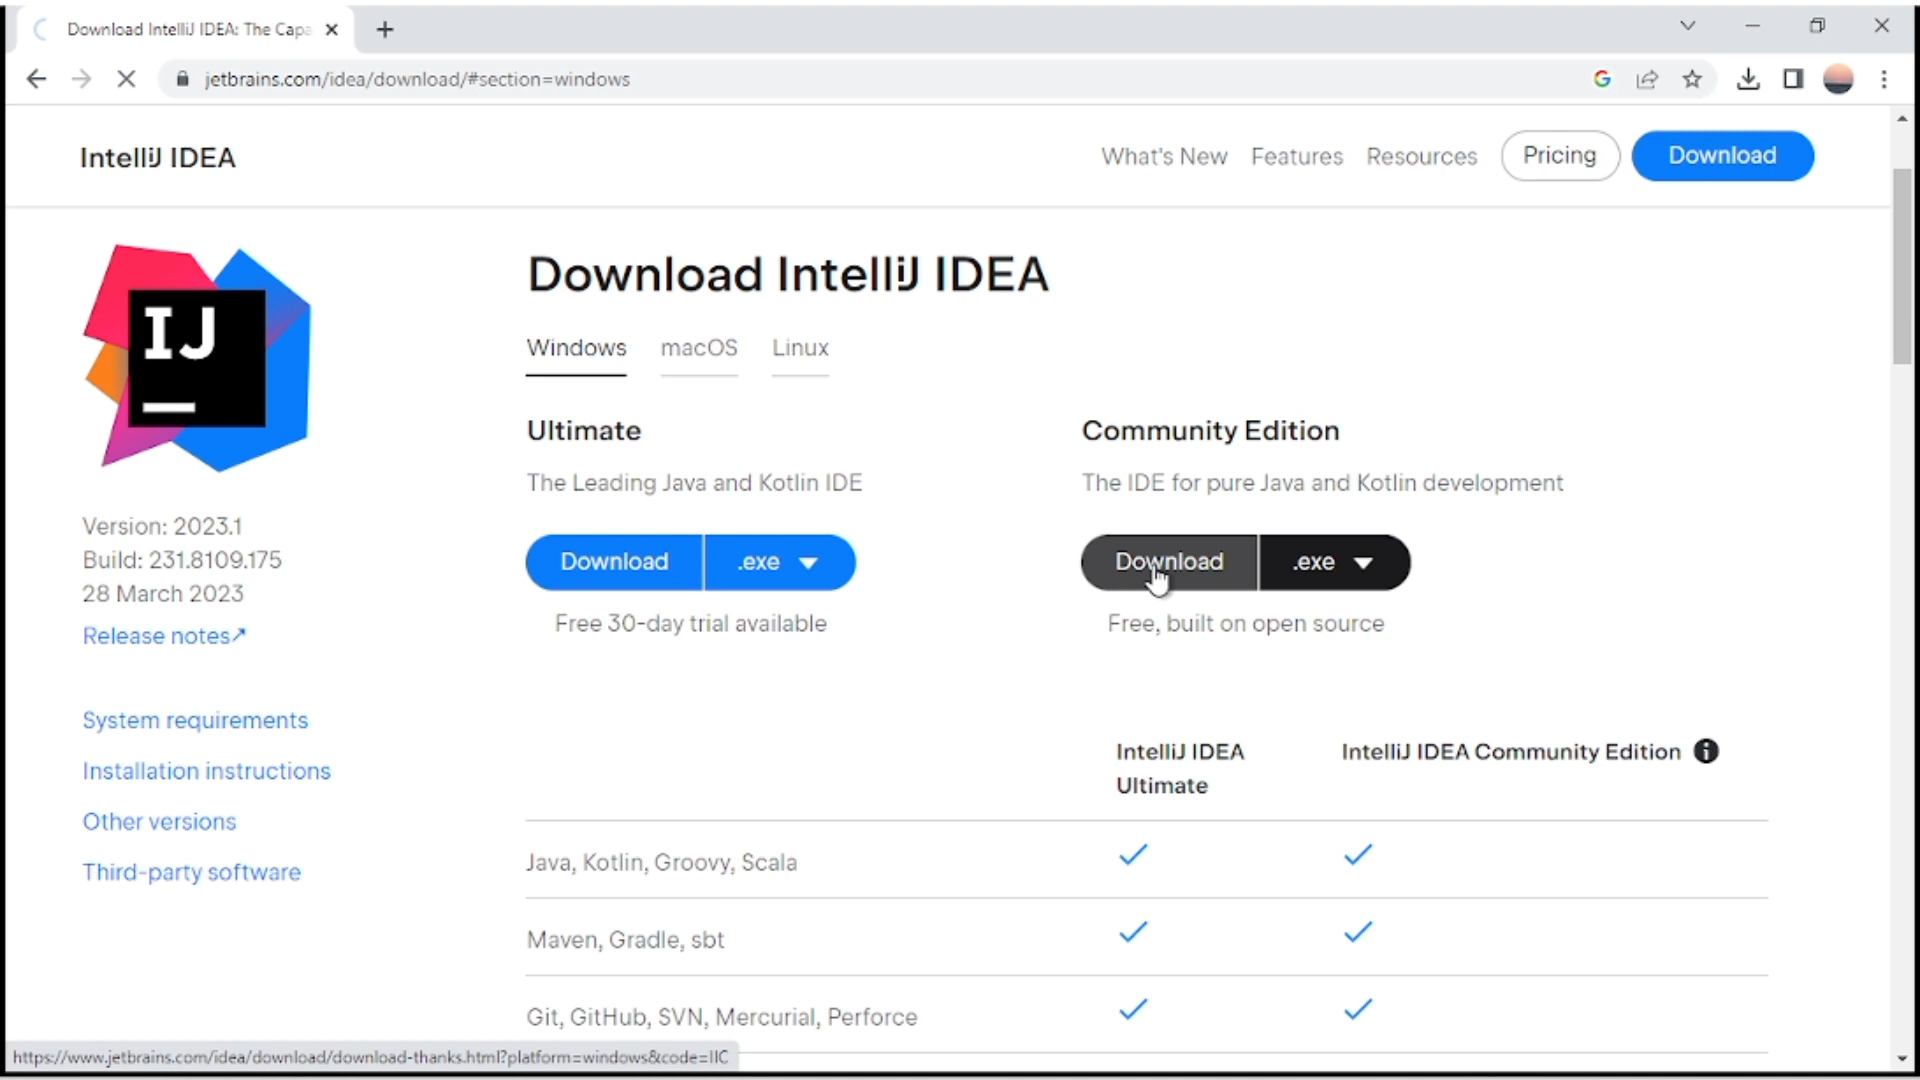 Download IntelliJ IDEA: The Capa
jetbrains.com/idea/download/#section=windows
IntelliJ IDEA
What's New
Features
Resources
Pricing
Download
IJ
Download IntelliJ IDEA
Windows
macOS
Linux
Ultimate
Community Edition
The Leading Java and Kotlin IDE
The IDE for pure Java and Kotlin development
Download
.exe
Download
.exe
Free 30-day trial available
Free, built on open source
Version: 2023.1
Build: 231.8109.175
28 March 2023
Release notes↗
System requirements
Installation instructions
Other versions
Third-party software
IntelliJ IDEA
Ultimate
IntelliJ IDEA Community Edition
Java, Kotlin, Groovy, Scala
Maven, Gradle, sbt
Git, GitHub, SVN, Mercurial, Perforce
https://www.jetbrains.com/idea/download/download-thanks.html?platform=windows&code=IIC